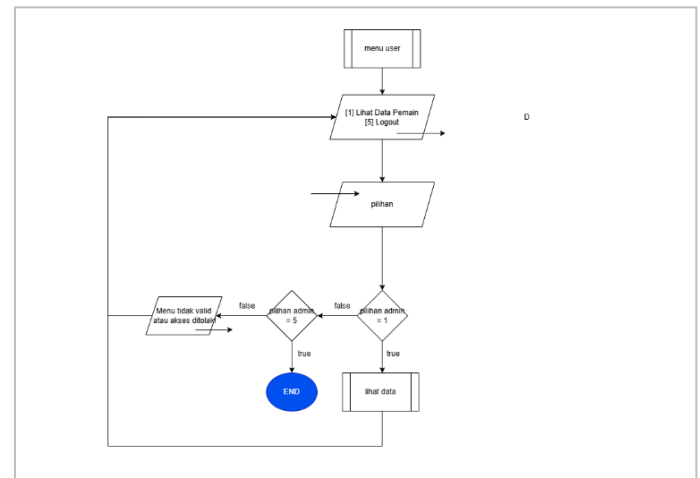 menu user
[1] Lihat Data Pemain
[5] Logout
D
pilihan
Menu tidak valid
atau akses ditolak
false
pilihan admin
= 5
false
pilihan admin
= 1
true
true
END
lihat data